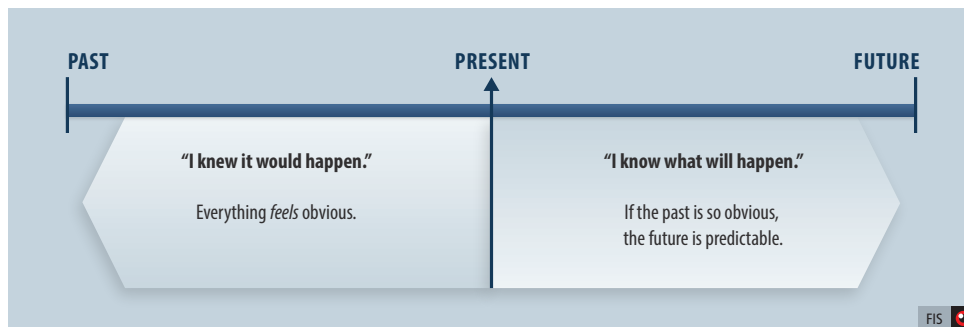 PAST
PRESENT
FUTURE
“I knew it would happen.”
Everything feels obvious.
“I know what will happen.”
If the past is so obvious,
the future is predictable.
FIS